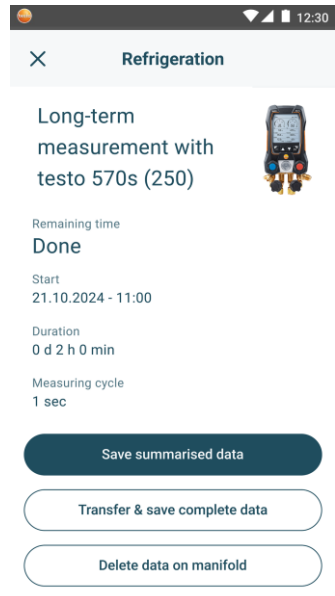 12:30
Refrigeration
Long-term
measurement with
testo 570s (250)
Remaining time
Done
Start
21.10.2024 - 11:00
Duration
0 d 2 h 0 min
Measuring cycle
1 sec
Save summarised data
Transfer & save complete data
Delete data on manifold